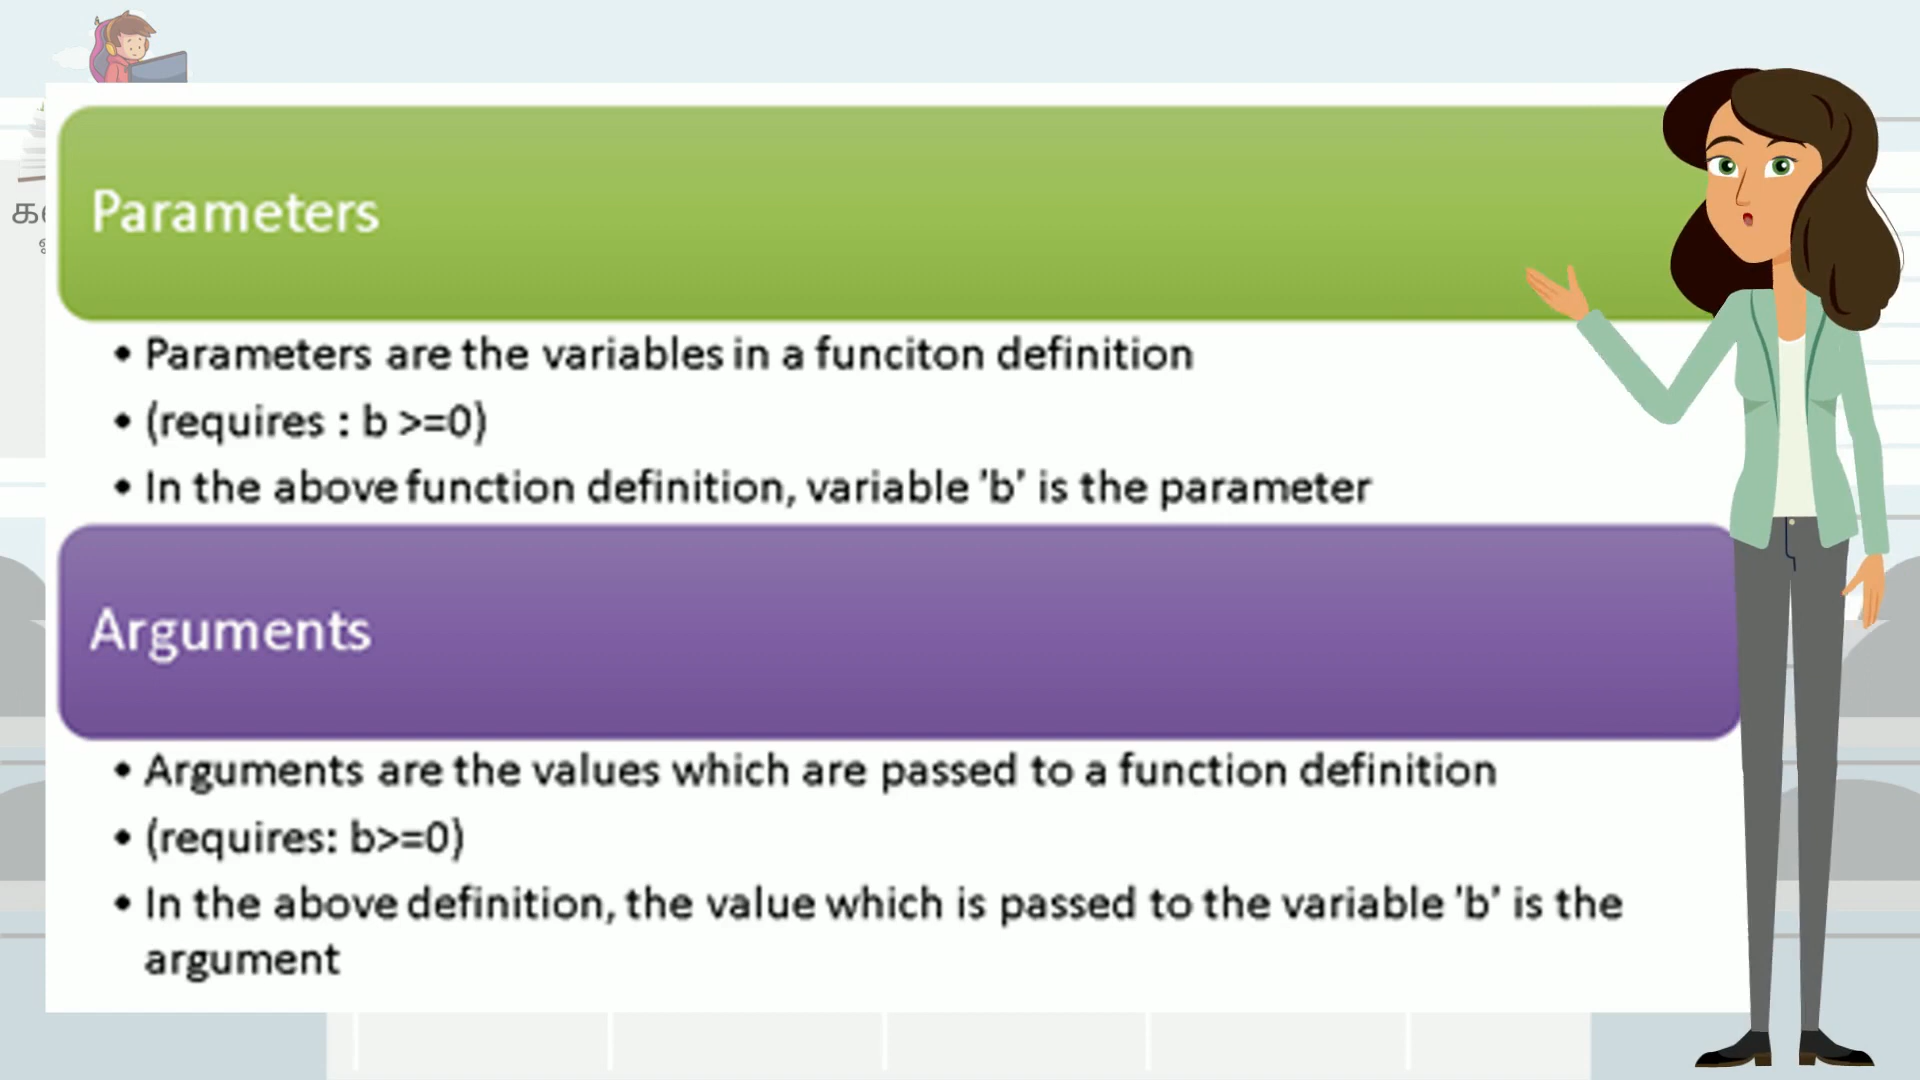 Parameters
• Parameters are the variables in a funciton definition
• (requires : b >=0)
• In the above function definition, variable 'b' is the parameter
Arguments
• Arguments are the values which are passed to a function definition
• (requires: b>=0)
• In the above definition, the value which is passed to the variable 'b' is the
argument